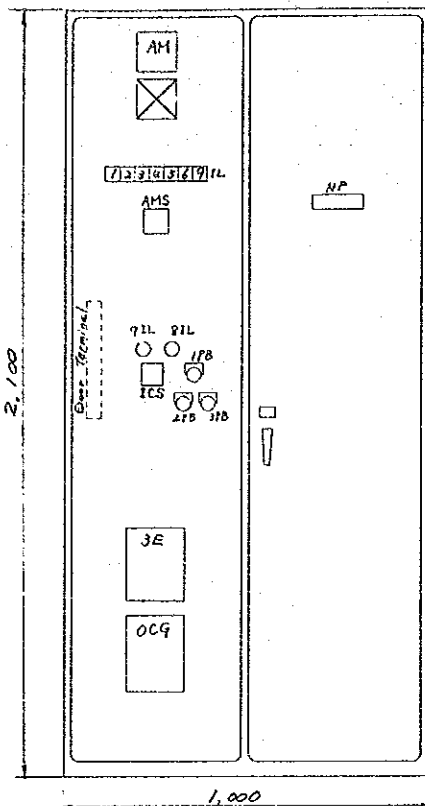 AM
1 2 3 4 5 6 9 IL
AMS
NP
Door Terminal
7IL 8IL
1PB
2CS
2PB 3PB
2,100
3E
OCG
1,000